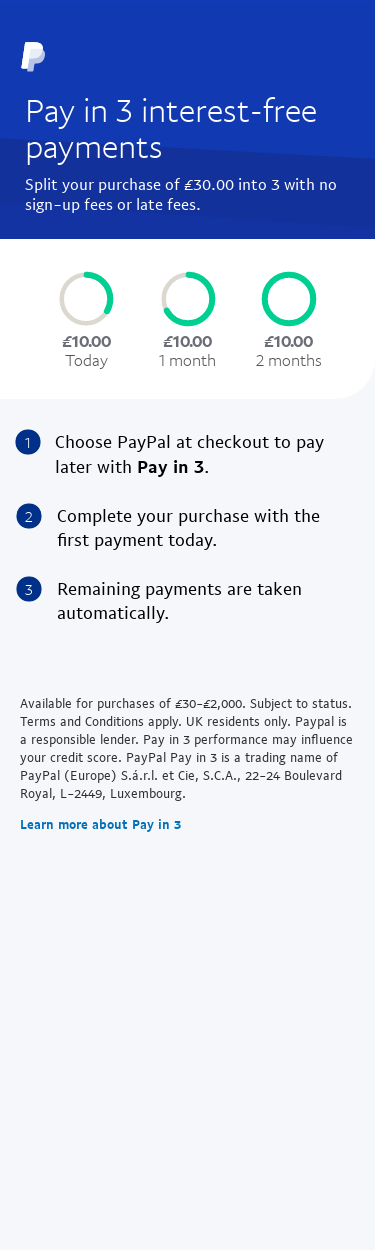 Pay in 3 interest-free
payments
Split your purchase of £30.00 into 3 with no
sign-up fees or late fees.
£10.00 £10.00 £10.00
Today 1 month 2 months
1 Choose PayPal at checkout to pay
later with Pay in 3.
2 Complete your purchase with the
first payment today.
3 Remaining payments are taken
automatically.
Available for purchases of £30-£2,000. Subject to status.
Terms and Conditions apply. UK residents only. Paypal is
a responsible lender. Pay in 3 performance may influence
your credit score. PayPal Pay in 3 is a trading name of
PayPal (Europe) S.á.r.l. et Cie, S.C.A., 22-24 Boulevard
Royal, L-2449, Luxembourg.
Learn more about Pay in 3